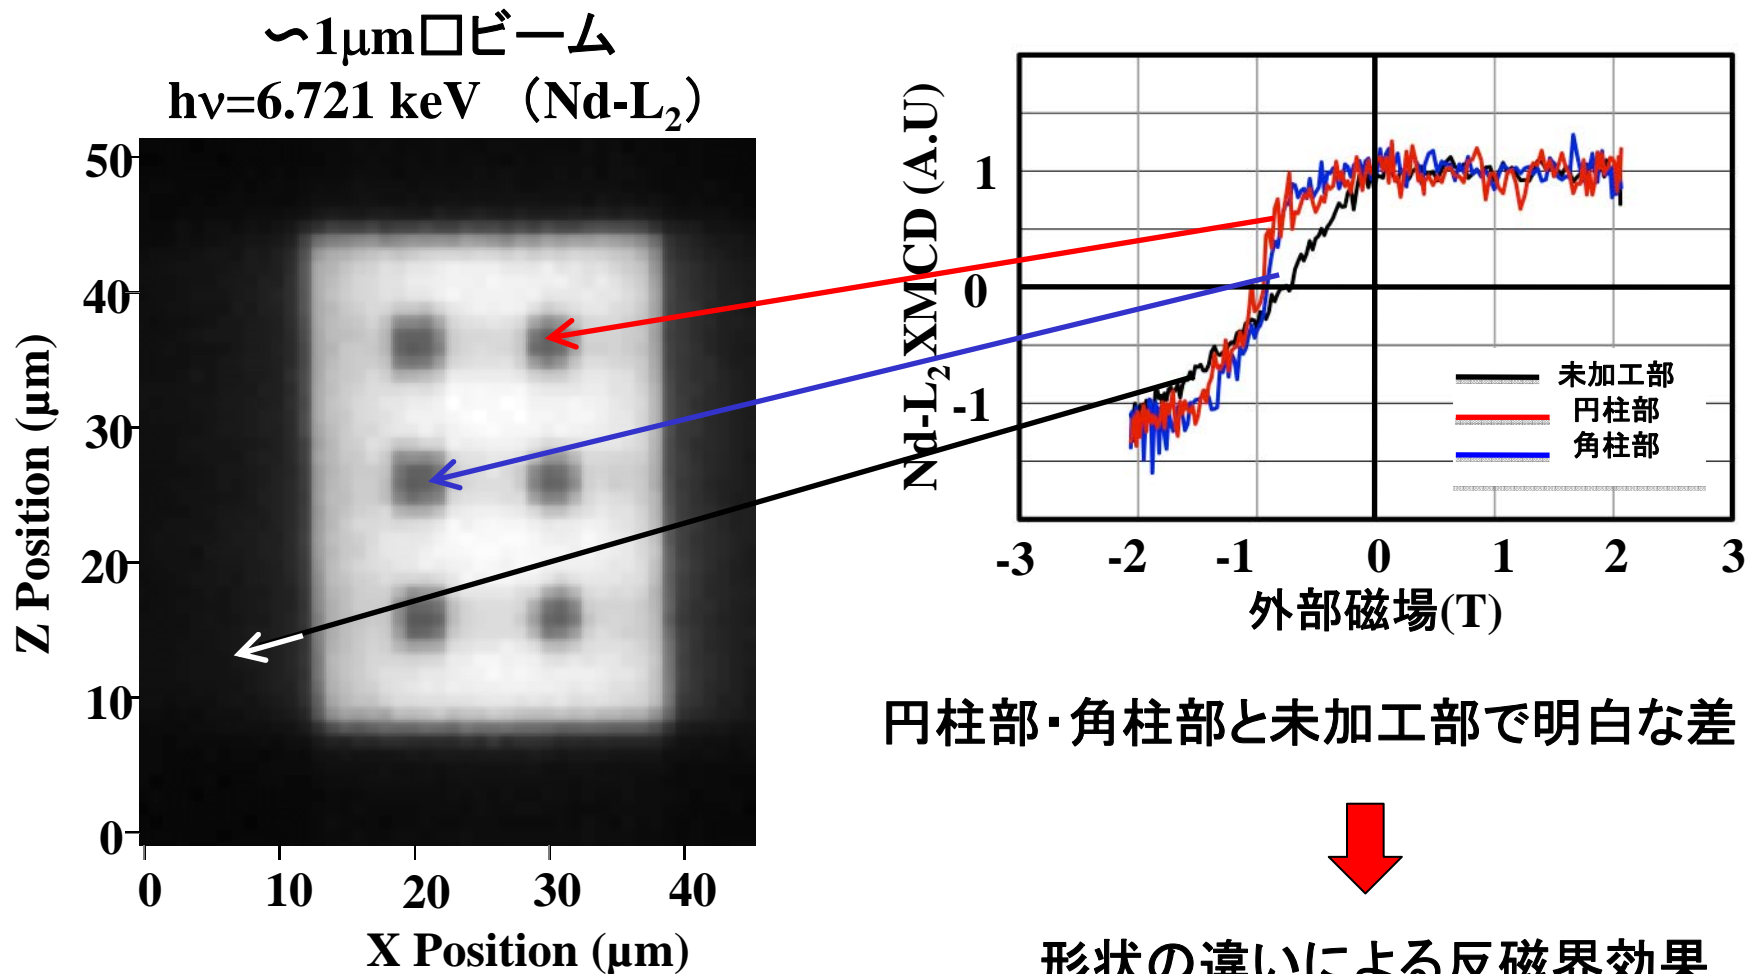 〜1μm□ビーム
hν=6.721 keV （Nd-L2）
50
40
30
20
10
0
Z Position (μm)
0 10 20 30 40
X Position (μm)
Nd-L2 XMCD (A.U)
1
0
-1
未加工部
円柱部
角柱部
-3 -2 -1 0 1 2 3
外部磁場(T)
円柱部・角柱部と未加工部で明白な差
形状の違いによる反磁界効果